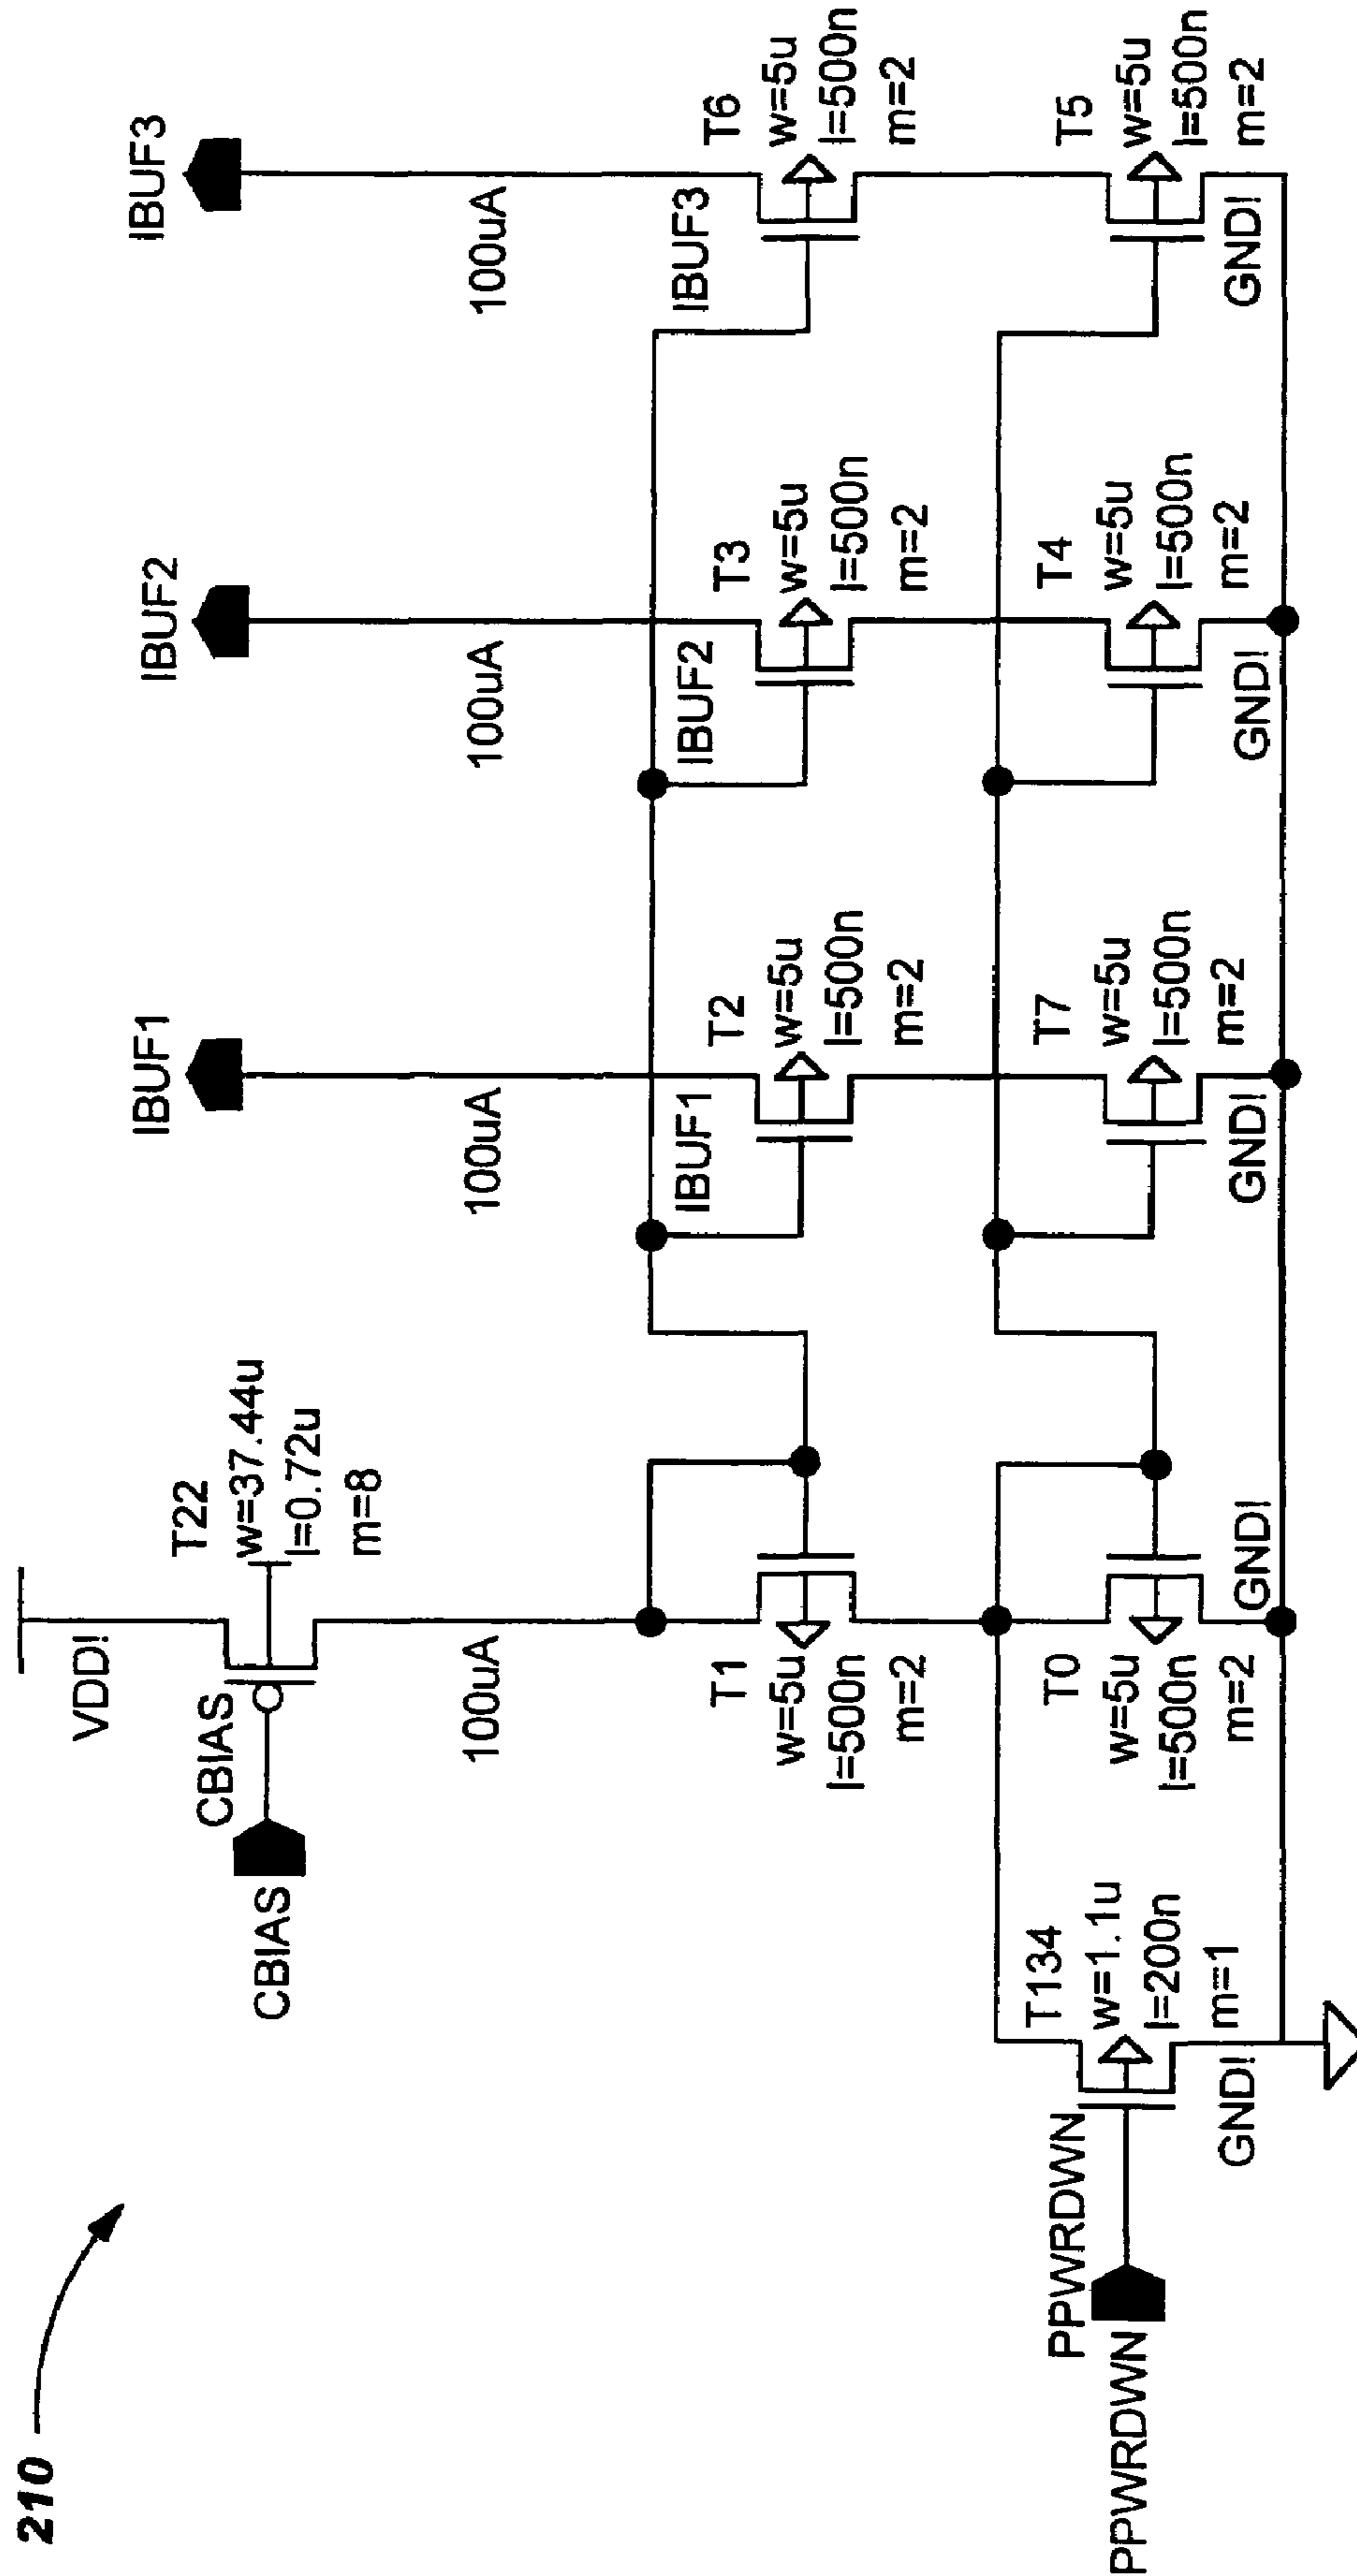 210
VDD!
CBIAS
CBIAS
T22
w=37.44u
l=0.72u
m=8
IBUF1
IBUF2
IBUF3
100uA
100uA
100uA
100uA
T1
w=5u
l=500n
m=2
IBUF1
T2
w=5u
l=500n
m=2
IBUF2
T3
w=5u
l=500n
m=2
IBUF3
T6
w=5u
l=500n
m=2
PPWRDWN
PPWRDWN
T134
w=1.1u
l=200n
m=1
GND!
T0
w=5u
l=500n
m=2
GND!
T7
w=5u
l=500n
m=2
GND!
T4
w=5u
l=500n
m=2
GND!
T5
w=5u
l=500n
m=2
GND!